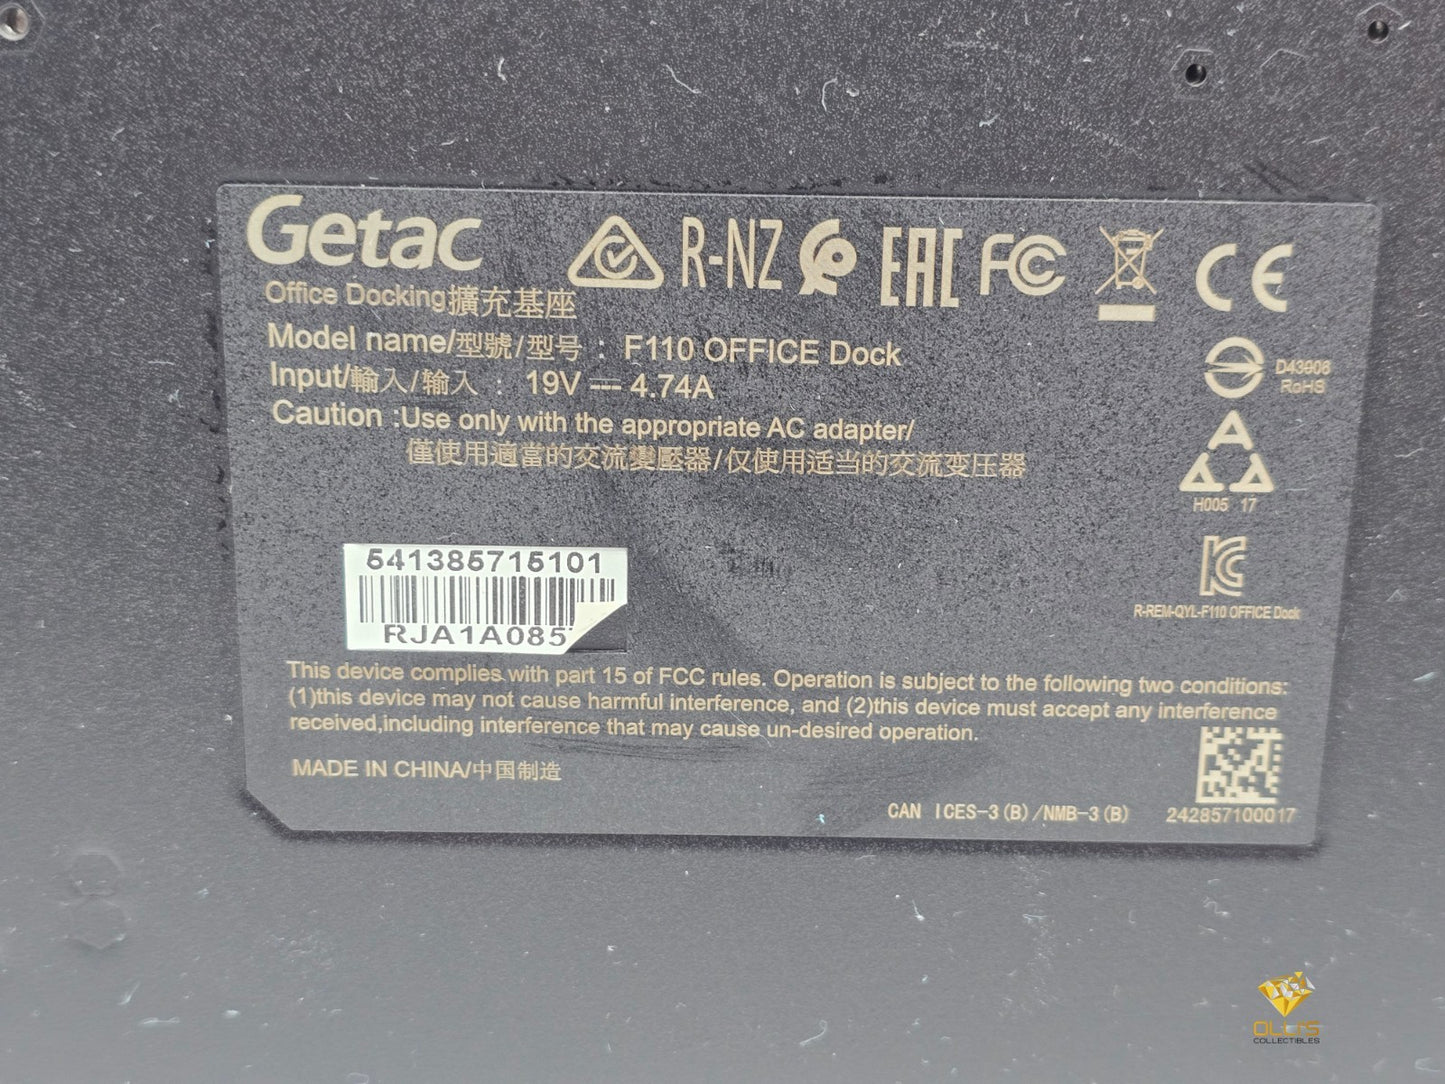 Getac
R-NZ
EAC
FC
CE
Office Docking擴充基座
Model name/型號/型号 : F110 OFFICE Dock
Input/輸入/输入 : 19V 4.74A
Caution :Use only with the appropriate AC adapter/
僅使用適當的交流變壓器/仅使用适当的交流变压器
D43008
RoHS
H005 17
R-REM-QYL-F110 OFFICE Dock
541385715101
RJA1A085
This device complies with part 15 of FCC rules. Operation is subject to the following two conditions:
(1)this device may not cause harmful interference, and (2)this device must accept any interference
received,including interference that may cause un-desired operation.
MADE IN CHINA/中国制造
CAN ICES-3(B)/NMB-3(B)
242857100017
OLLI'S
COLLECTIBLES